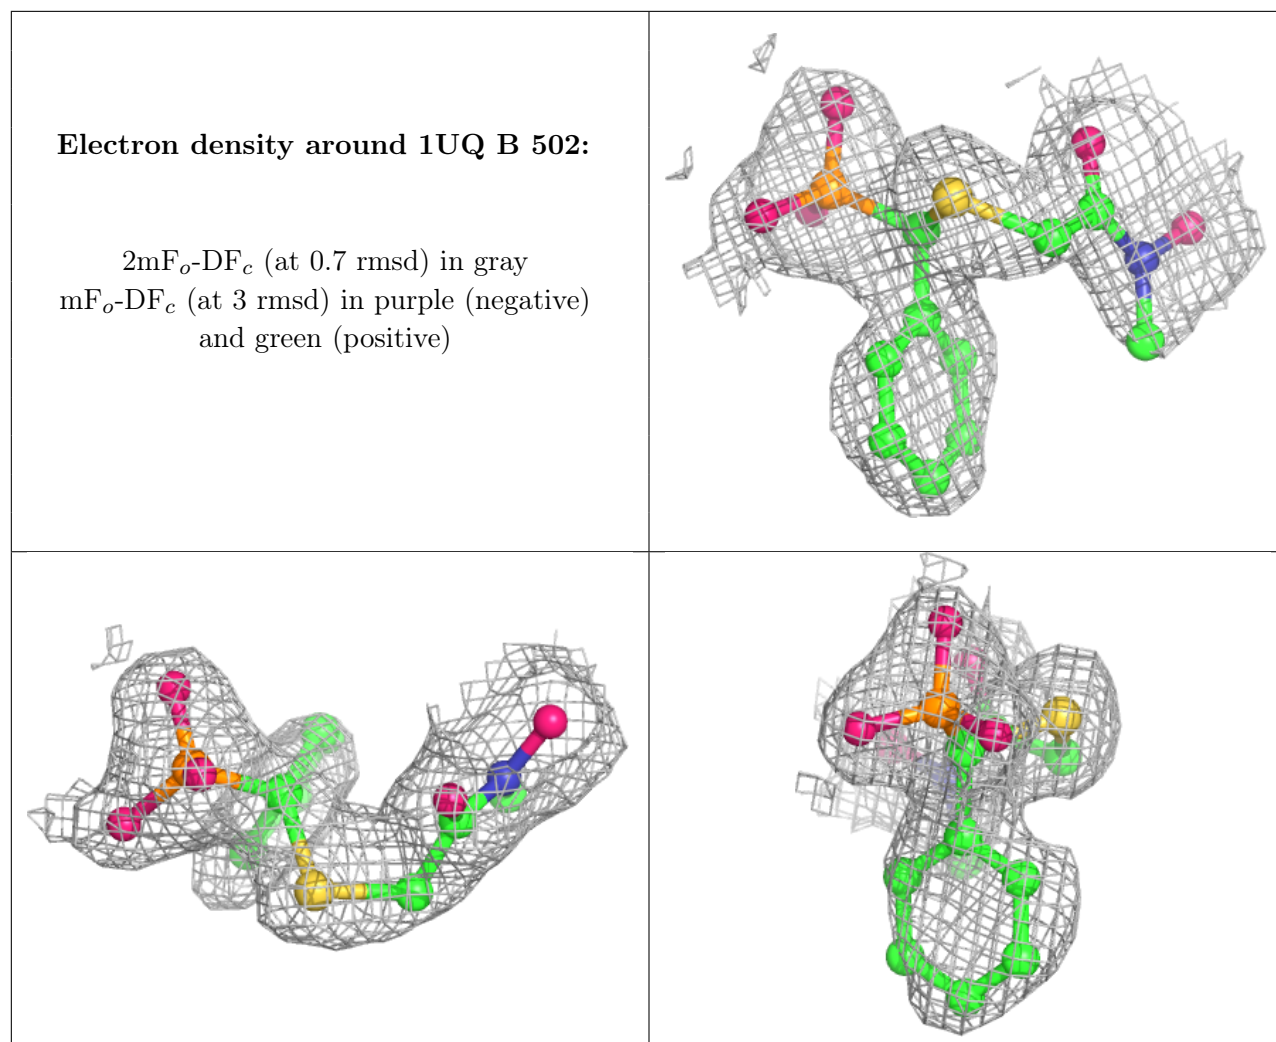 Electron density around 1UQ B 502:
2mFₒ-DF𝒸 (at 0.7 rmsd) in gray
mFₒ-DF𝒸 (at 3 rmsd) in purple (negative)
and green (positive)